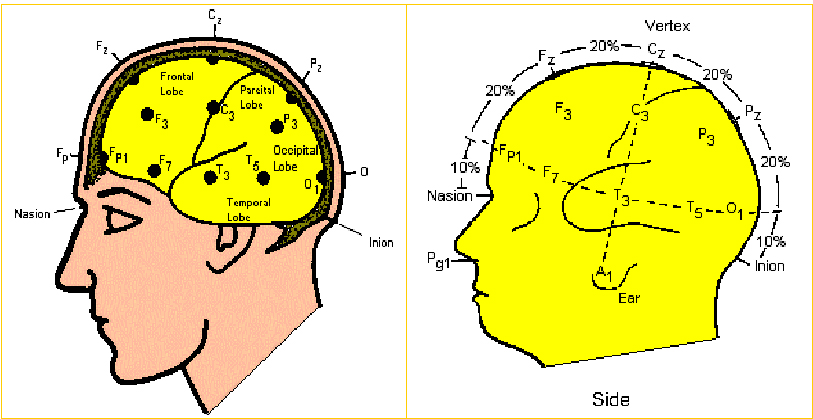 Cz
Fz
Pz
Frontal
Lobe
Parsital
Lobe
C3
F3
P3
Occipital
Lobe
Fp
FP1
F7
T3
T5
O1
O
Temporal
Lobe
Nasion
Inion
Vertex
20%
Cz
Fz
20%
20%
Pz
F3
C3
P3
10%
FP1
F7
20%
Nasion
T3
T5
O1
10%
Pg1
A1
Inion
Ear
Side